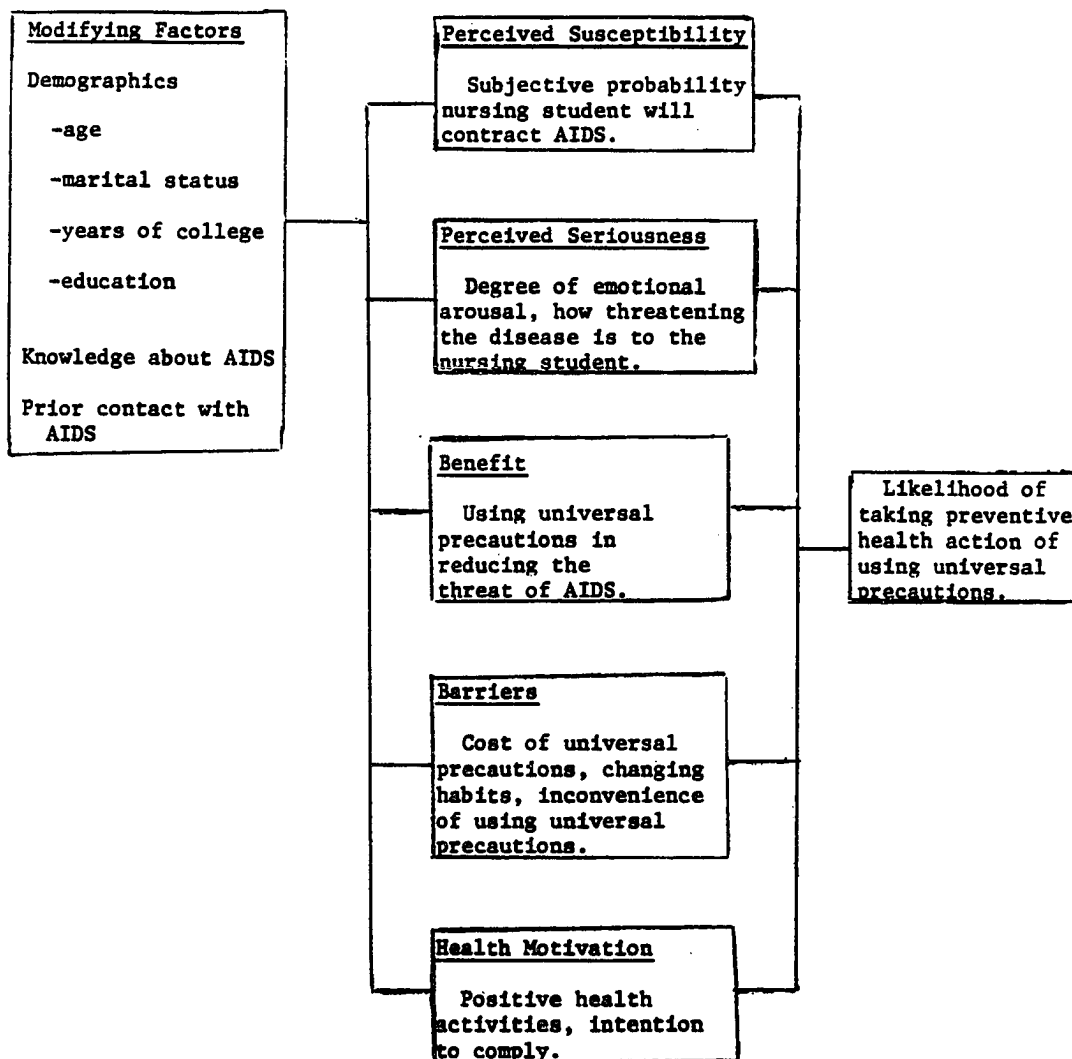 Modifying Factors
Demographics
-age
-marital status
-years of college
-education
Knowledge about AIDS
Prior contact with
AIDS
Perceived Susceptibility
Subjective probability
nursing student will
contract AIDS.
Perceived Seriousness
Degree of emotional
arousal, how threatening
the disease is to the
nursing student.
Benefit
Using universal
precautions in
reducing the
threat of AIDS.
Barriers
Cost of universal
precautions, changing
habits, inconvenience
of using universal
precautions.
Health Motivation
Positive health
activities, intention
to comply.
Likelihood of
taking preventive
health action of
using universal
precautions.